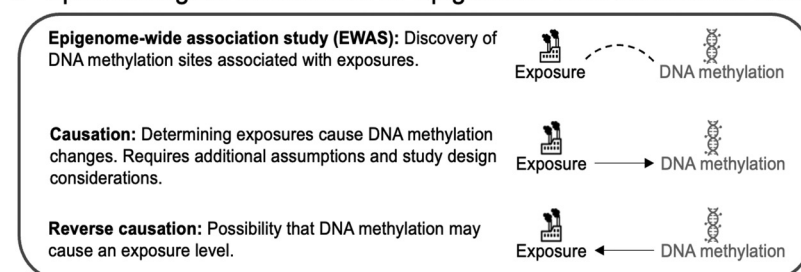 Epigenome-wide association study (EWAS): Discovery of
DNA methylation sites associated with exposures.
Exposure
DNA methylation
Causation: Determining exposures cause DNA methylation
changes. Requires additional assumptions and study design
considerations.
Exposure
DNA methylation
Reverse causation: Possibility that DNA methylation may
cause an exposure level.
Exposure
DNA methylation